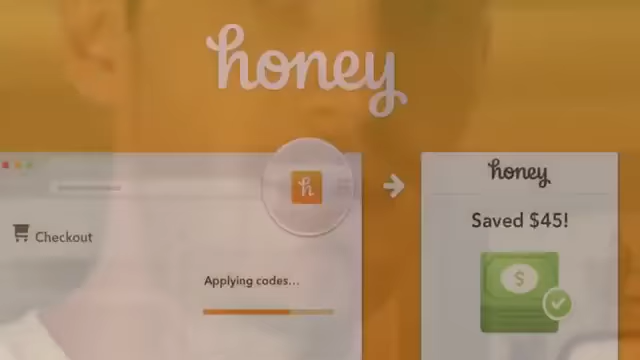 honey
h
honey
Saved $45!
Checkout
Applying codes...
$